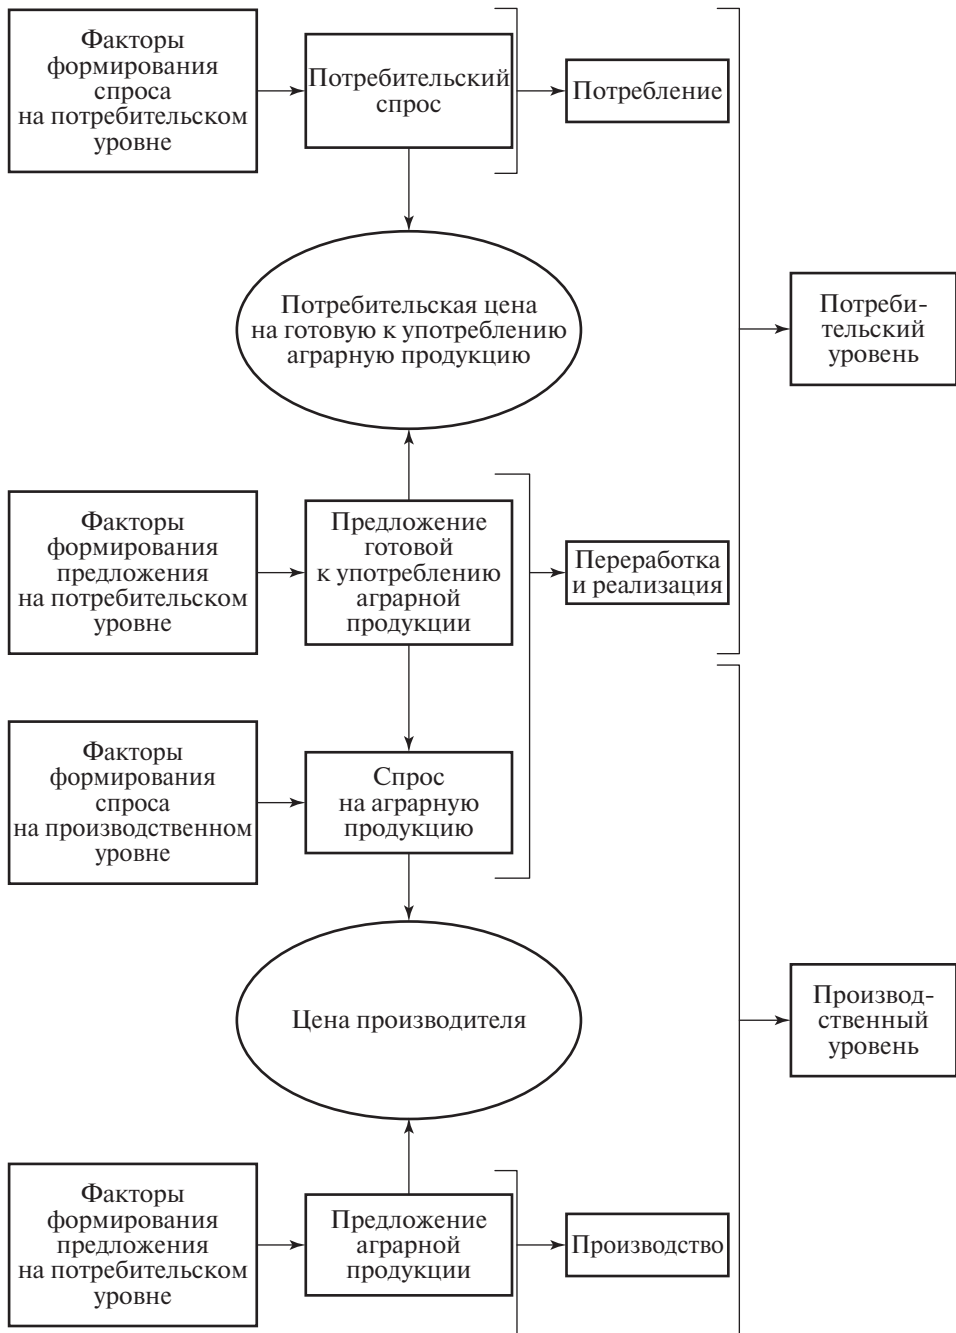 Факторы
формирования
спроса
на потребительском
уровне
Потребительский
спрос
Потребление
Потребительская цена
на готовую к употреблению
аграрную продукцию
Потреби-
тельский
уровень
Факторы
формирования
предложения
на потребительском
уровне
Предложение
готовой
к употреблению
аграрной
продукции
Переработка
и реализация
Факторы
формирования
спроса
на производственном
уровне
Спрос
на аграрную
продукцию
Цена производителя
Производ-
ственный
уровень
Факторы
формирования
предложения
на потребительском
уровне
Предложение
аграрной
продукции
Производство